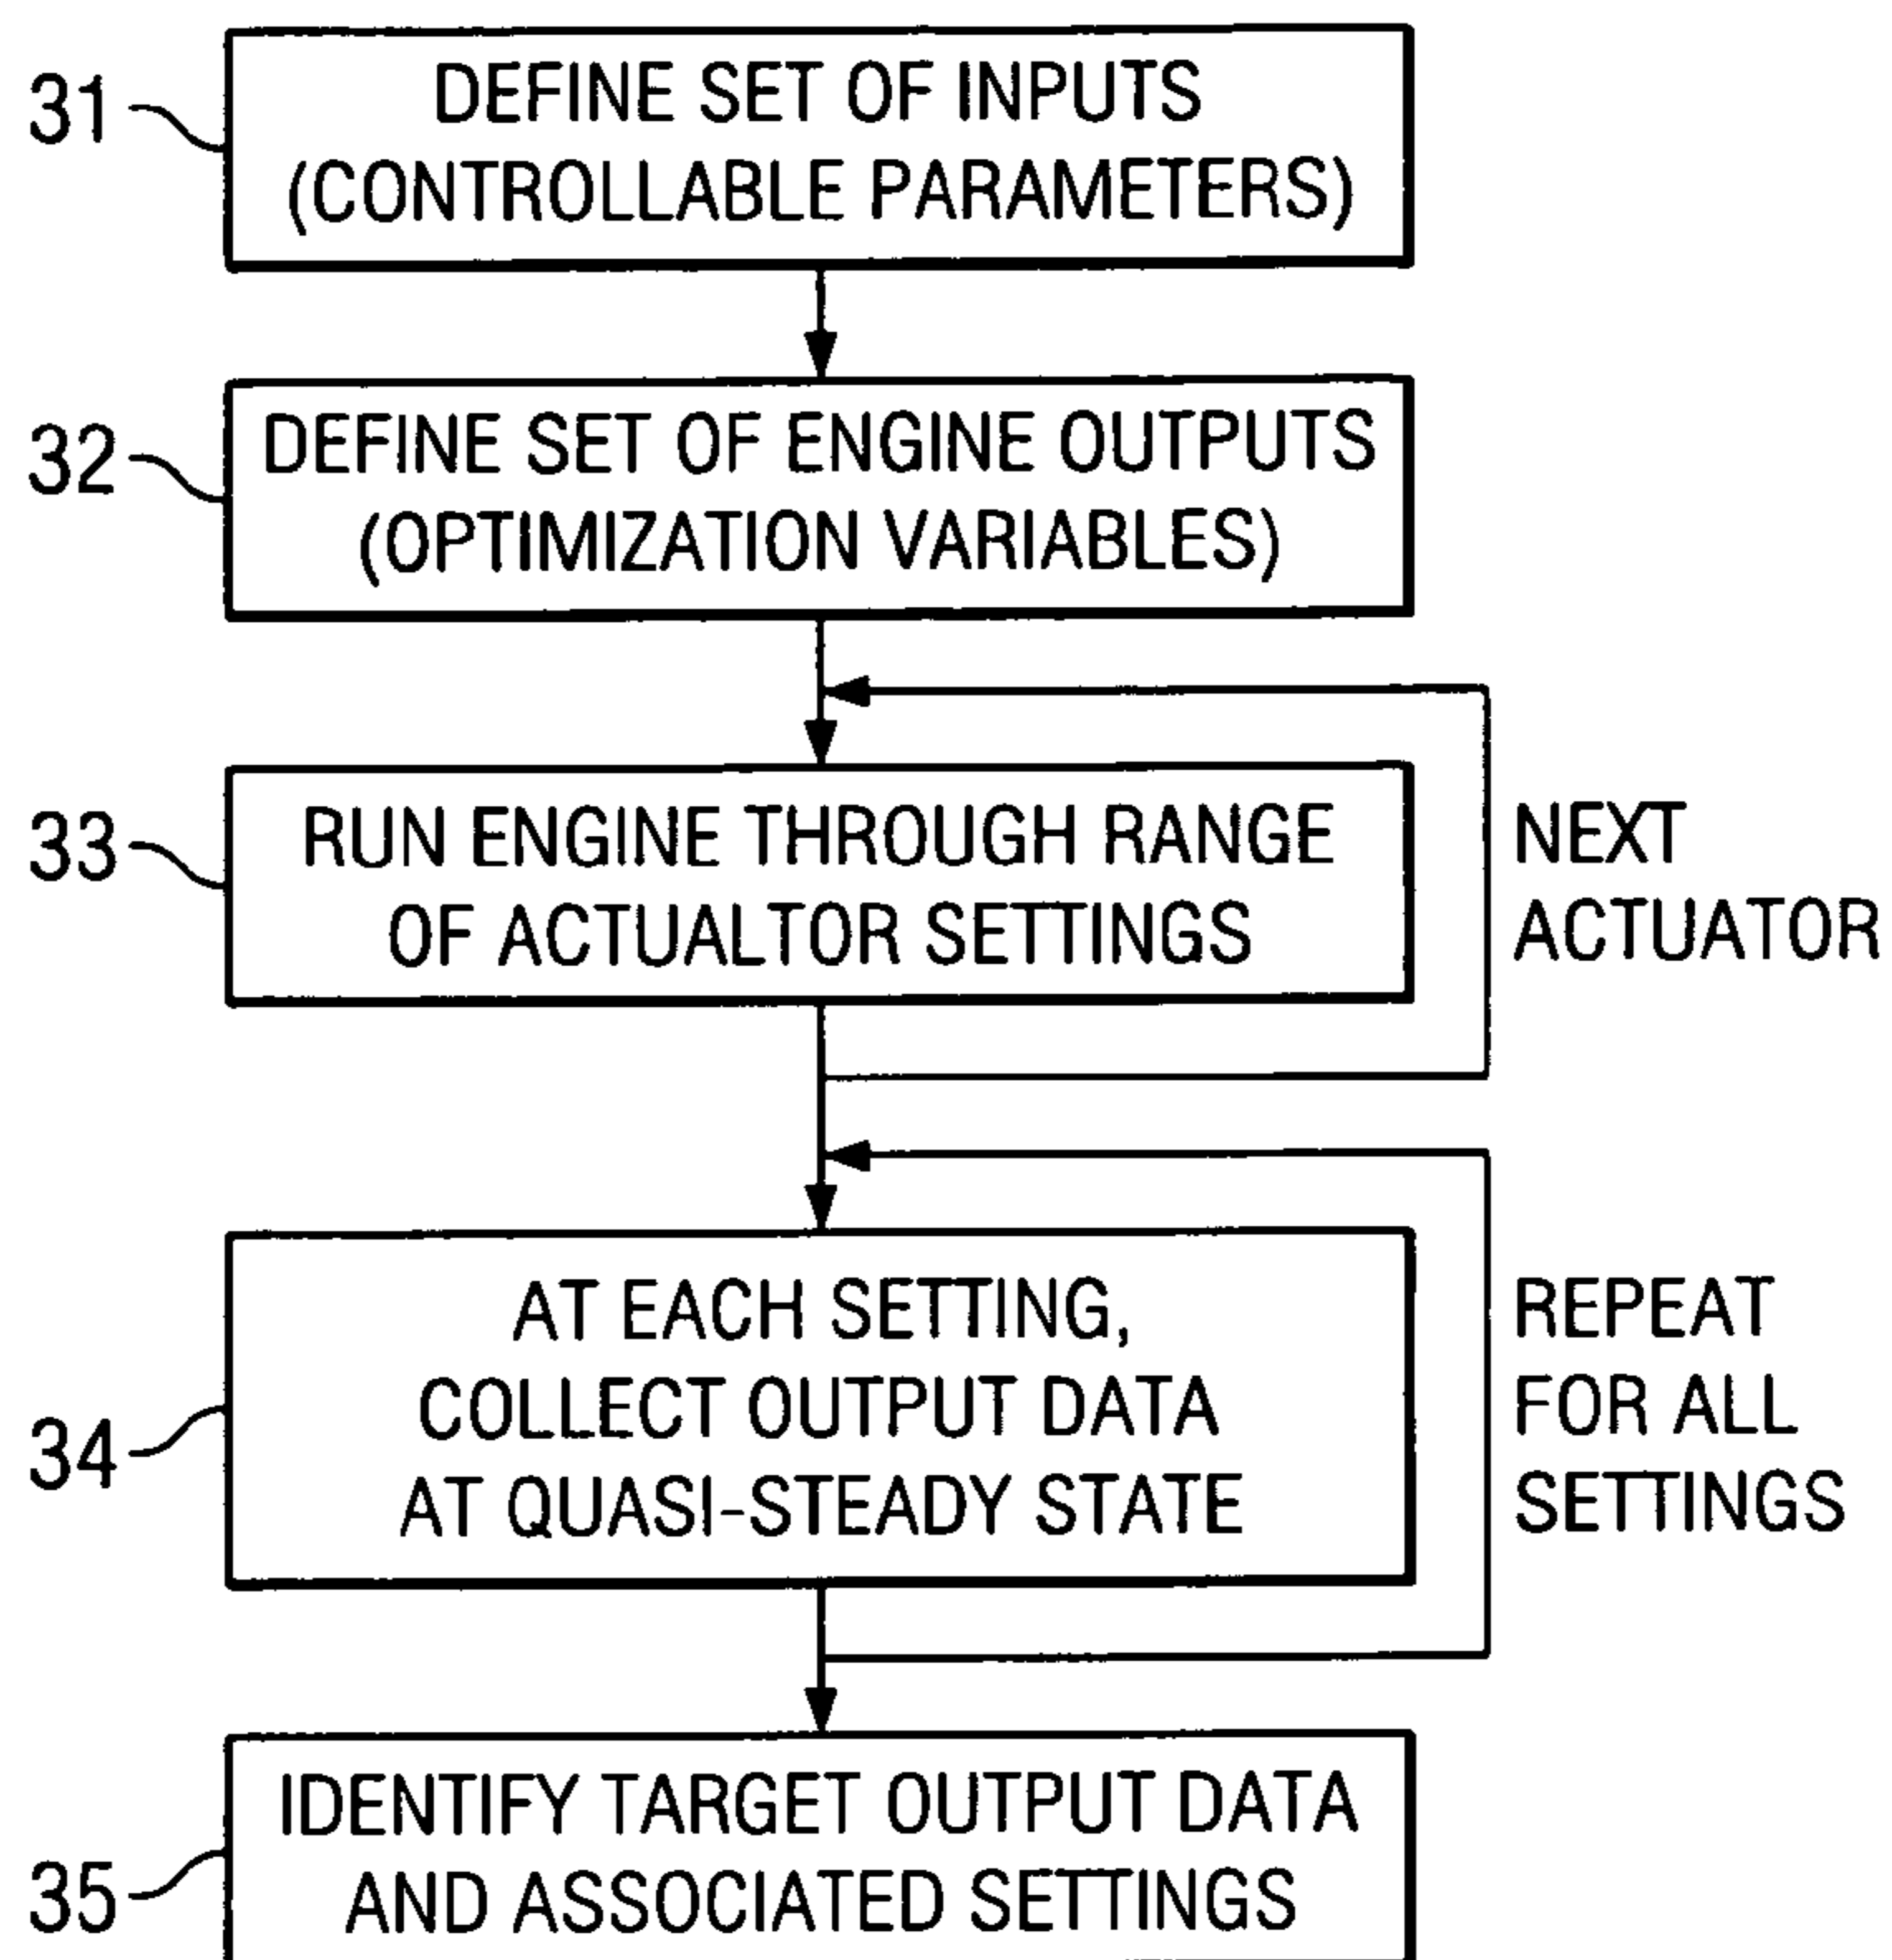 31
DEFINE SET OF INPUTS
(CONTROLLABLE PARAMETERS)
32
DEFINE SET OF ENGINE OUTPUTS
(OPTIMIZATION VARIABLES)
33
RUN ENGINE THROUGH RANGE
OF ACTUALTOR SETTINGS
NEXT
ACTUATOR
34
AT EACH SETTING,
COLLECT OUTPUT DATA
AT QUASI-STEADY STATE
REPEAT
FOR ALL
SETTINGS
35
IDENTIFY TARGET OUTPUT DATA
AND ASSOCIATED SETTINGS